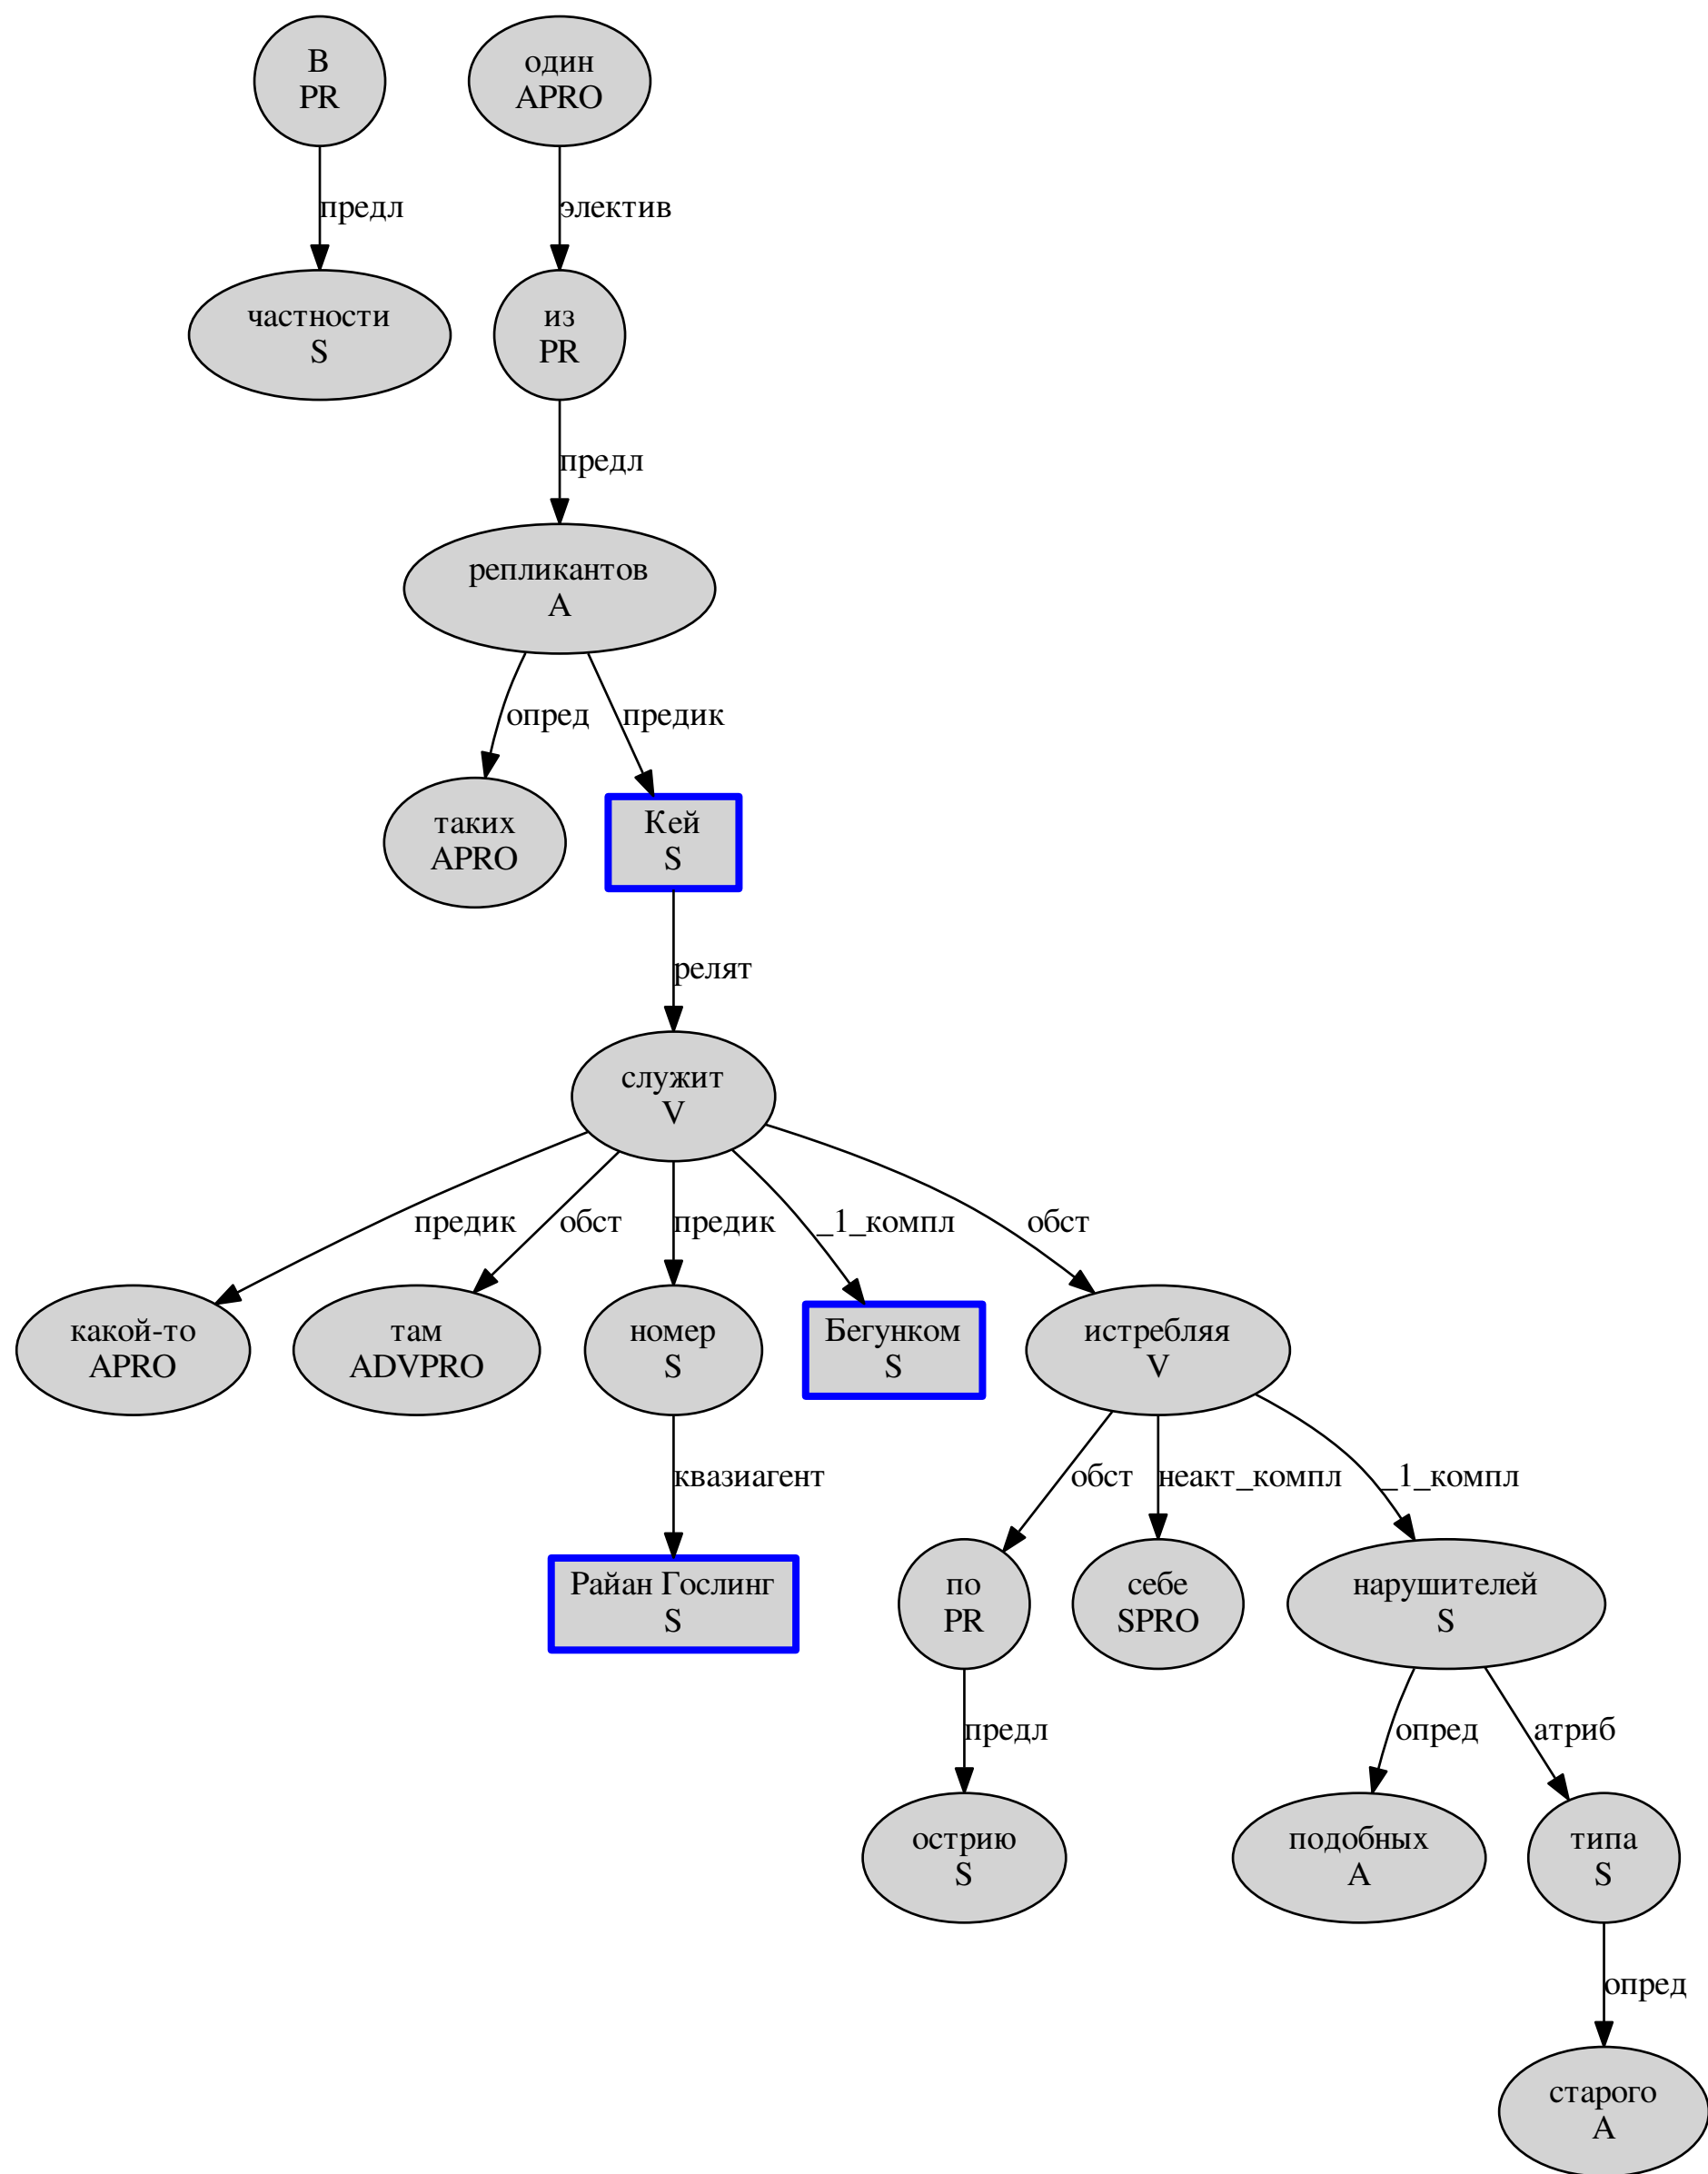 В
PR
один
APRO
предл
электив
частности
S
из
PR
предл
репликантов
A
опред
предик
таких
APRO
Кей
S
релят
служит
V
предик
обст
предик
_1_компл
обст
какой-то
APRO
там
ADVPRO
номер
S
Бегунком
S
истребляя
V
квазиагент
обст
неакт_компл
_1_компл
Райан Гослинг
S
по
PR
себе
SPRO
нарушителей
S
предл
опред
атриб
острию
S
подобных
A
типа
S
опред
старого
A